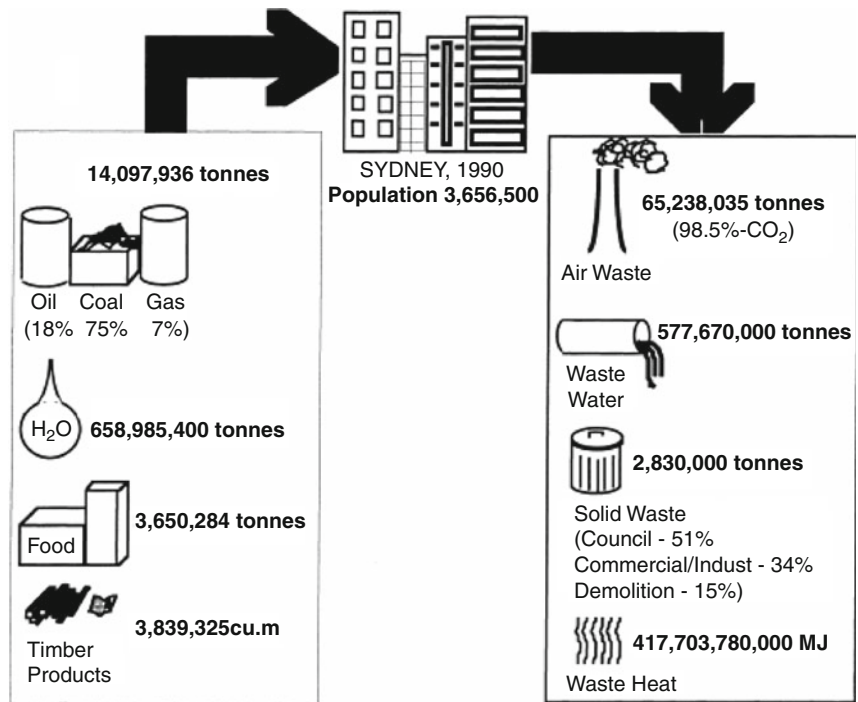 SYDNEY, 1990
Population 3,656,500
14,097,936 tonnes
Oil Coal Gas
(18% 75% 7%)
H2O
658,985,400 tonnes
Food
3,650,284 tonnes
3,839,325cu.m
Timber
Products
65,238,035 tonnes
(98.5%-CO2)
Air Waste
577,670,000 tonnes
Waste
Water
2,830,000 tonnes
Solid Waste
(Council - 51%
Commercial/Indust - 34%
Demolition - 15%)
417,703,780,000 MJ
Waste Heat